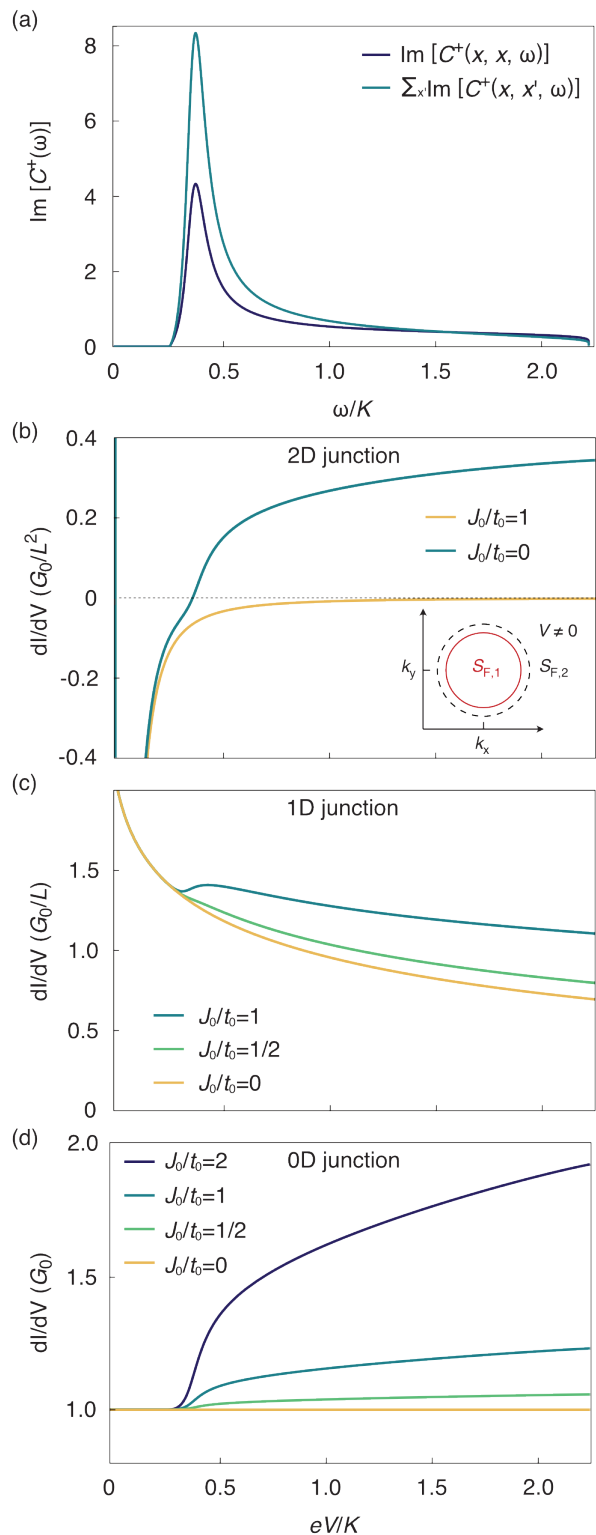 (a)
8
6
4
2
0
Im [C⁺(ω)]
Im [C⁺(x, x, ω)]
Σₓ'Im [C⁺(x, x', ω)]
0 0.5 1.0 1.5 2.0
ω/K
(b)
2D junction
0.4
0.2
0
-0.2
-0.4
dI/dV (G₀/L²)
J₀/t₀=1
J₀/t₀=0
V ≠ 0
S_F,1
S_F,2
k_y
k_x
(c)
1D junction
1.5
1.0
0.5
0
dI/dV (G₀/L)
J₀/t₀=1
J₀/t₀=1/2
J₀/t₀=0
(d)
0D junction
2.0
1.5
1.0
dI/dV (G₀)
J₀/t₀=2
J₀/t₀=1
J₀/t₀=1/2
J₀/t₀=0
0 0.5 1.0 1.5 2.0
eV/K